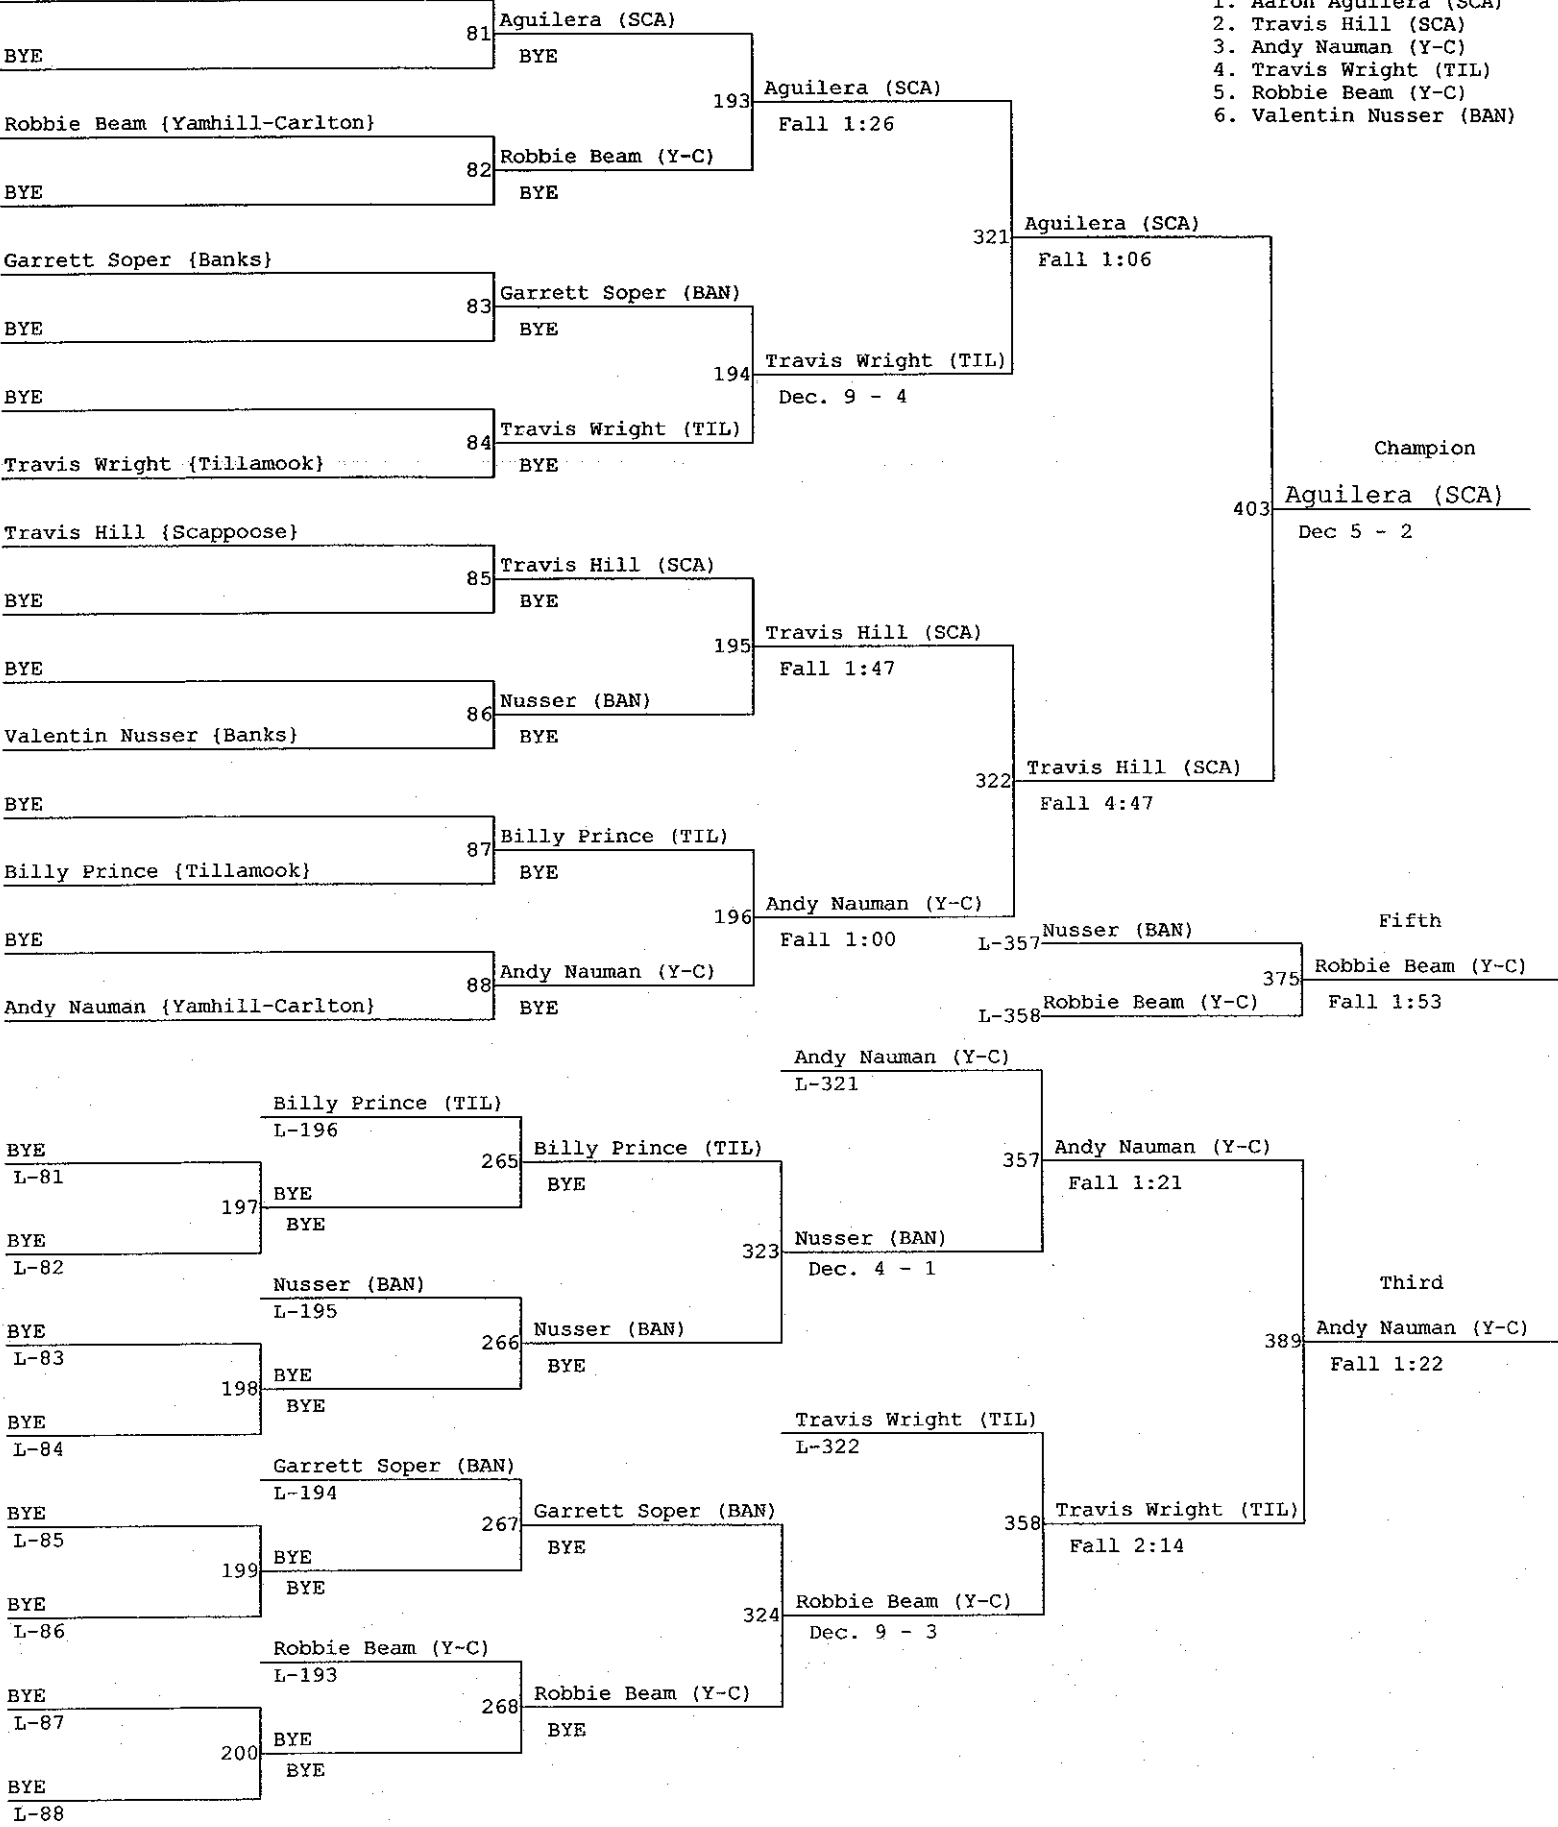 1. Aaron Aguilera (SCA)
2. Travis Hill (SCA)
3. Andy Nauman (Y-C)
4. Travis Wright (TIL)
5. Robbie Beam (Y-C)
6. Valentin Nusser (BAN)
81 Aguilera (SCA)
BYE
BYE
193 Aguilera (SCA)
Fall 1:26
Robbie Beam {Yamhill-Carlton}
82 Robbie Beam (Y-C)
BYE
BYE
321 Aguilera (SCA)
Fall 1:06
Garrett Soper {Banks}
83 Garrett Soper (BAN)
BYE
BYE
194 Travis Wright (TIL)
Dec. 9 - 4
BYE
84 Travis Wright (TIL)
Travis Wright {Tillamook}
BYE
Champion
403 Aguilera (SCA)
Dec 5 - 2
Travis Hill {Scappoose}
85 Travis Hill (SCA)
BYE
BYE
195 Travis Hill (SCA)
Fall 1:47
BYE
86 Nusser (BAN)
Valentin Nusser {Banks}
BYE
322 Travis Hill (SCA)
Fall 4:47
BYE
87 Billy Prince (TIL)
Billy Prince {Tillamook}
BYE
196 Andy Nauman (Y-C)
Fall 1:00
BYE
88 Andy Nauman (Y-C)
Andy Nauman {Yamhill-Carlton}
BYE
Fifth
L-357 Nusser (BAN)
375 Robbie Beam (Y-C)
Fall 1:53
L-358 Robbie Beam (Y-C)
Andy Nauman (Y-C)
L-321
Billy Prince (TIL)
L-196
265 Billy Prince (TIL)
BYE
BYE
L-81
197 BYE
BYE
BYE
L-82
357 Andy Nauman (Y-C)
Fall 1:21
323 Nusser (BAN)
Dec. 4 - 1
Nusser (BAN)
L-195
266 Nusser (BAN)
BYE
BYE
L-83
198 BYE
BYE
BYE
L-84
Third
389 Andy Nauman (Y-C)
Fall 1:22
Travis Wright (TIL)
L-322
Garrett Soper (BAN)
L-194
267 Garrett Soper (BAN)
BYE
BYE
L-85
199 BYE
BYE
BYE
L-86
358 Travis Wright (TIL)
Fall 2:14
324 Robbie Beam (Y-C)
Dec. 9 - 3
Robbie Beam (Y-C)
L-193
268 Robbie Beam (Y-C)
BYE
BYE
L-87
200 BYE
BYE
BYE
L-88